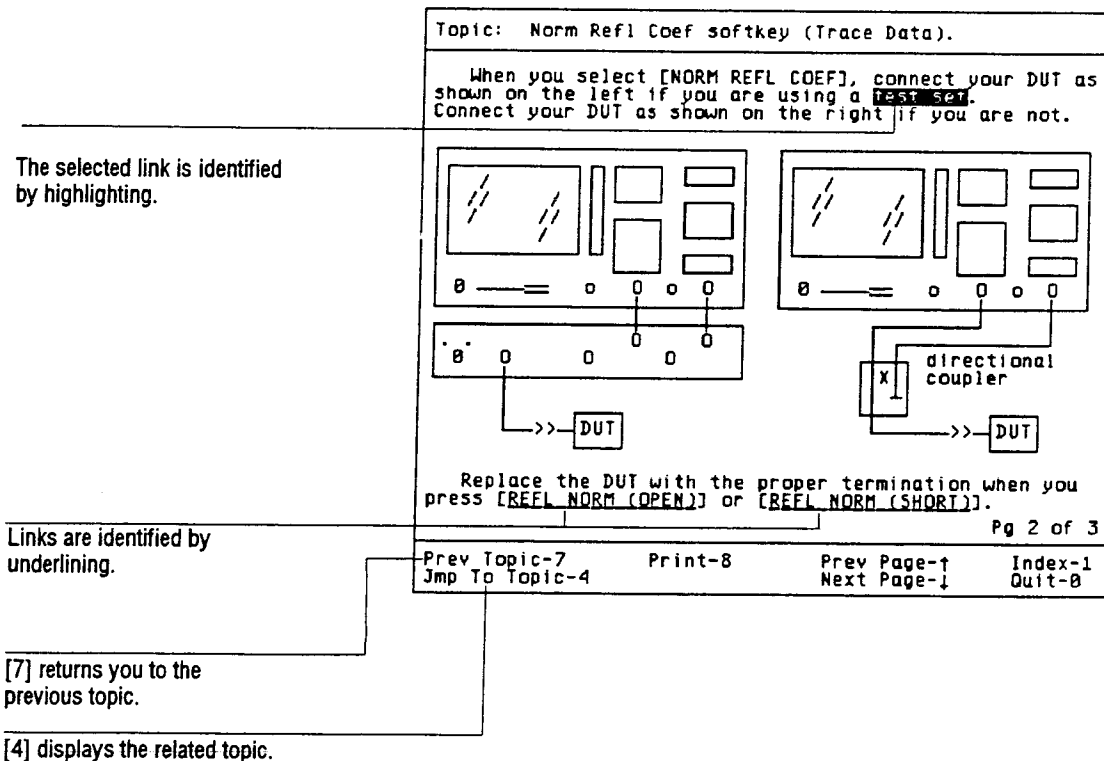 Topic: Norm Refl Coef softkey (Trace Data).
When you select [NORM REFL COEF], connect your DUT as
shown on the left if you are using a test set.
Connect your DUT as shown on the right if you are not.
The selected link is identified
by highlighting.
0
0
directional
coupler
X
0
>> DUT
>> DUT
Replace the DUT with the proper termination when you
press [REFL NORM (OPEN)] or [REFL NORM (SHORT)].
Pg 2 of 3
Links are identified by
underlining.
Prev Topic-7 Print-8 Prev Page-↑ Index-1
Jmp To Topic-4 Next Page-↓ Quit-0
[7] returns you to the
previous topic.
[4] displays the related topic.